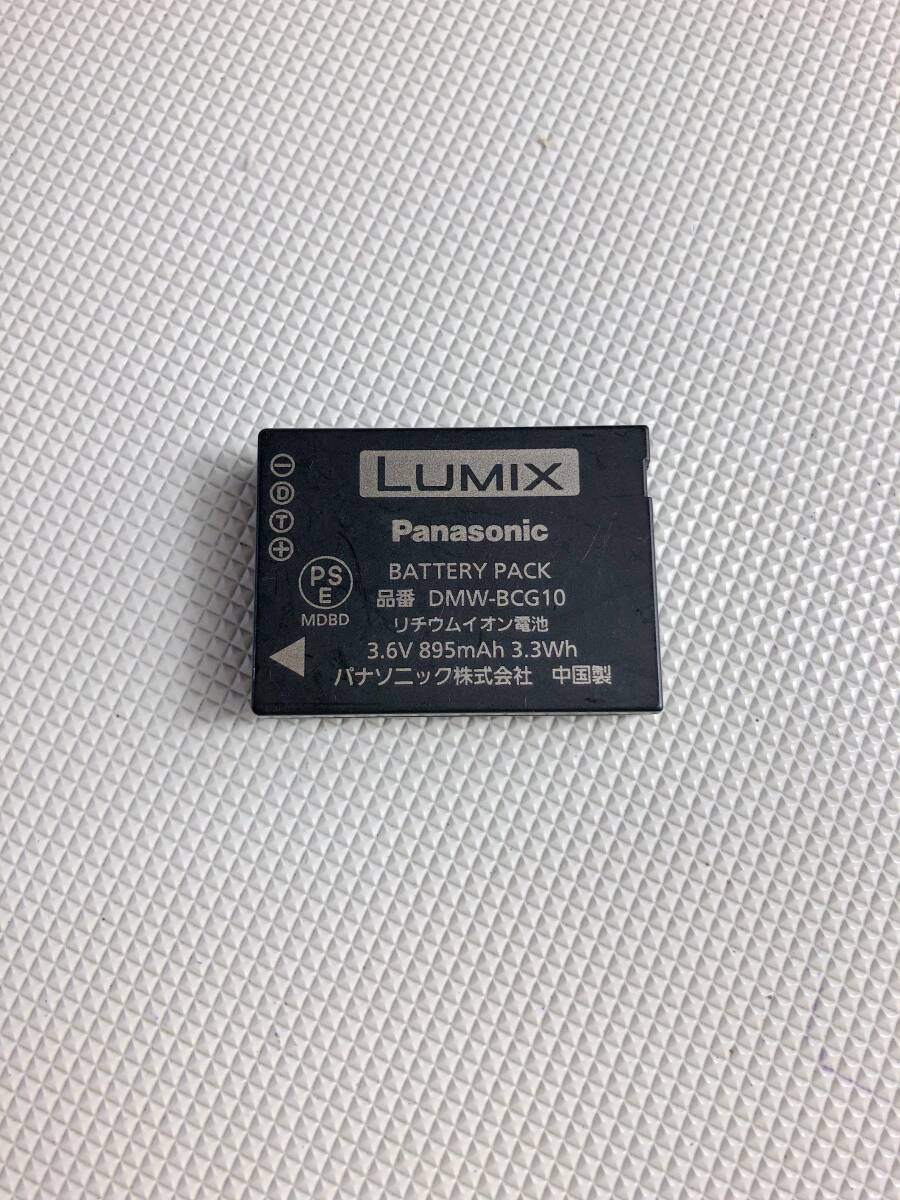 LUMIX
Panasonic
BATTERY PACK
品番 DMW-BCG10
リチウムイオン電池
3.6V 895mAh 3.3Wh
パナソニック株式会社 中国製
− D T +
PS
E
MDBD